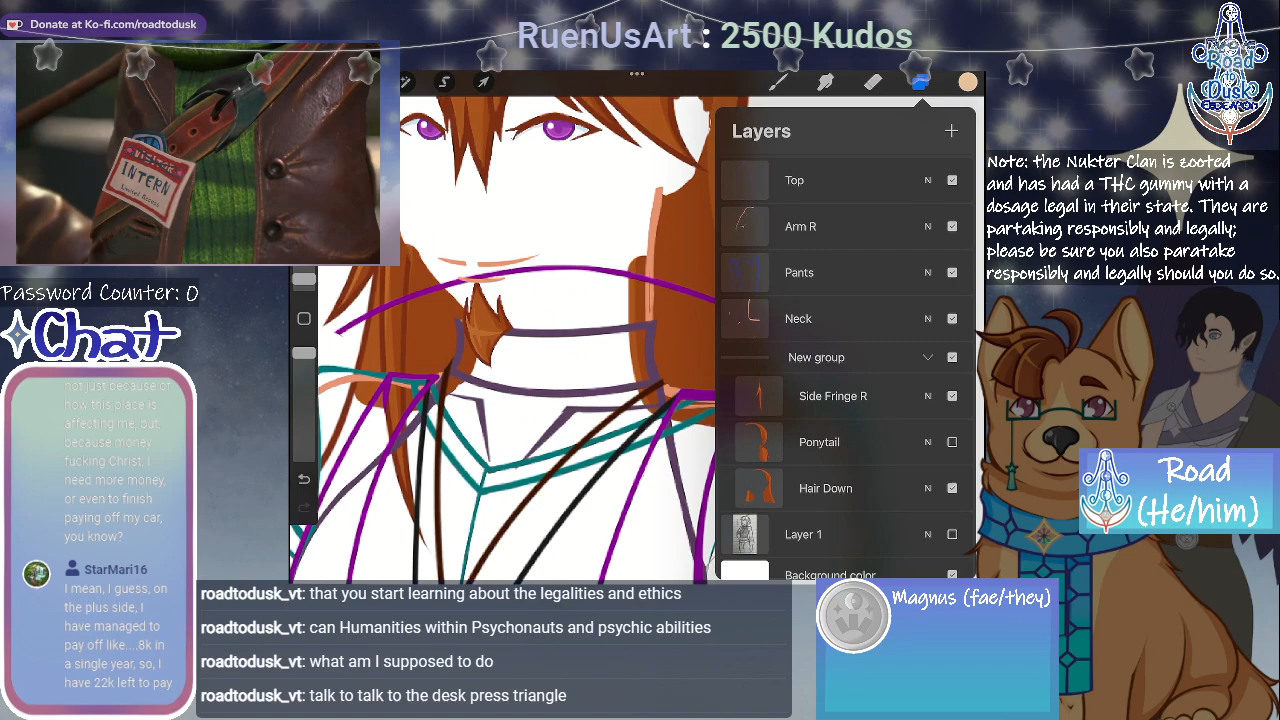 Donate at Ko-fi.com/roadtodusk
RuenUsArt : 2500 Kudos
Road
to
Dusk
VISITOR
INTERN
Limited Access
Layers
Top N
Arm R N
Pants N
Neck N
New group
Side Fringe R N
Ponytail N
Hair Down N
Layer 1 N
Background color
Note: the Nukter Clan is zooted
and has had a THC gummy with a
dosage legal in their state. They are
partaking responsibly and legally;
please be sure you also paratake
responsibly and legally should you do so.
Password Counter: 0
Chat
not just because of
how this place is
affecting me, but,
because money
fucking Christ. I
need more money,
or even to finish
paying off my car,
you know?
StarMari16
I mean, I guess, on
the plus side, I
have managed to
pay off like....8k in
a single year, so, I
have 22k left to pay
roadtodusk_vt: that you start learning about the legalities and ethics
roadtodusk_vt: can Humanities within Psychonauts and psychic abilities
roadtodusk_vt: what am I supposed to do
roadtodusk_vt: talk to talk to the desk press triangle
Road
(He/him)
Magnus (fae/they)